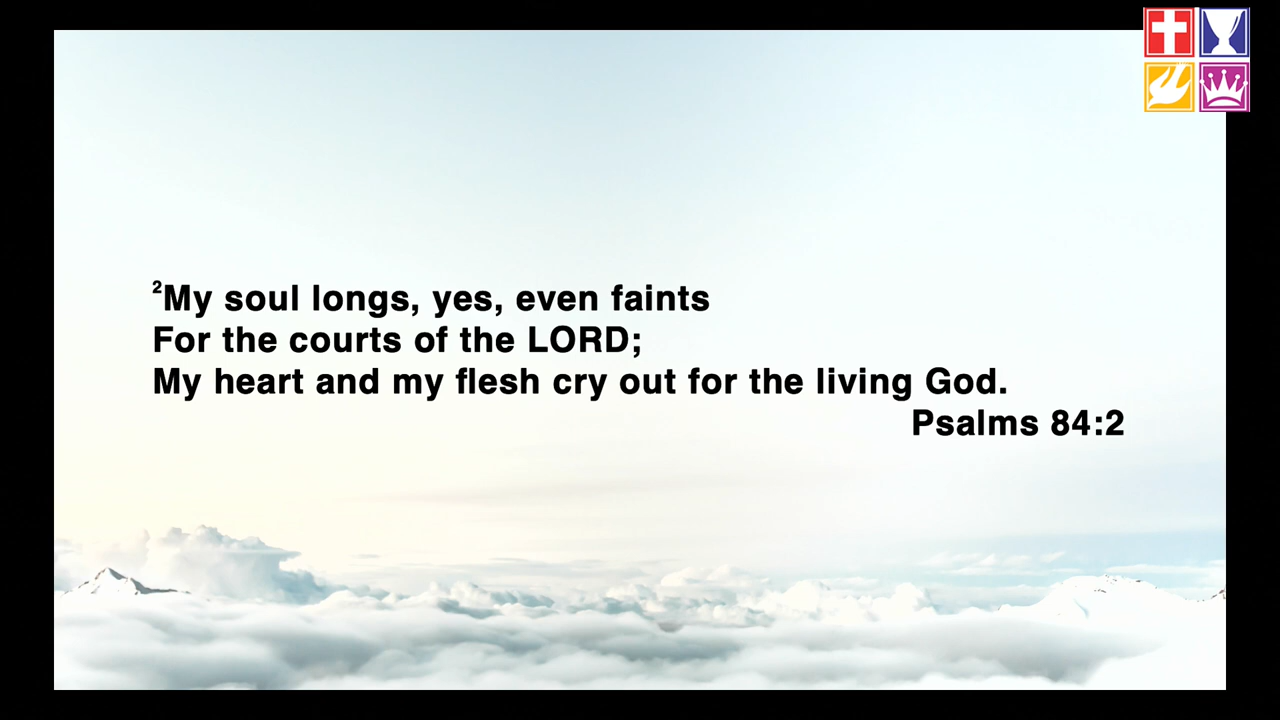 ²My soul longs, yes, even faints
For the courts of the LORD;
My heart and my flesh cry out for the living God.
Psalms 84:2